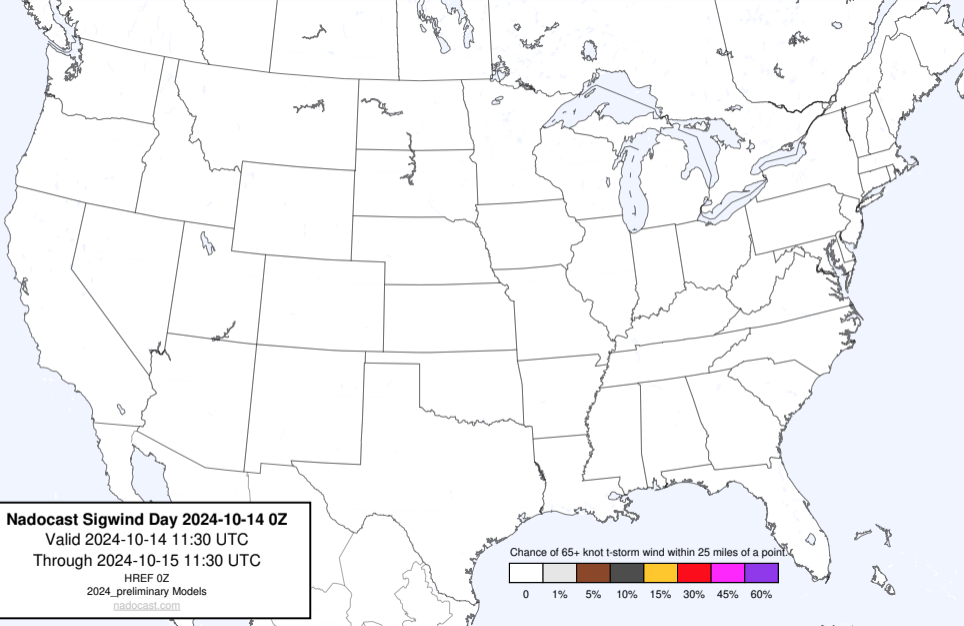 Nadocast Sigwind Day 2024-10-14 0Z
Valid 2024-10-14 11:30 UTC
Through 2024-10-15 11:30 UTC
HREF 0Z
2024_preliminary Models
nadocast.com
Chance of 65+ knot t-storm wind within 25 miles of a point.
0 1% 5% 10% 15% 30% 45% 60%